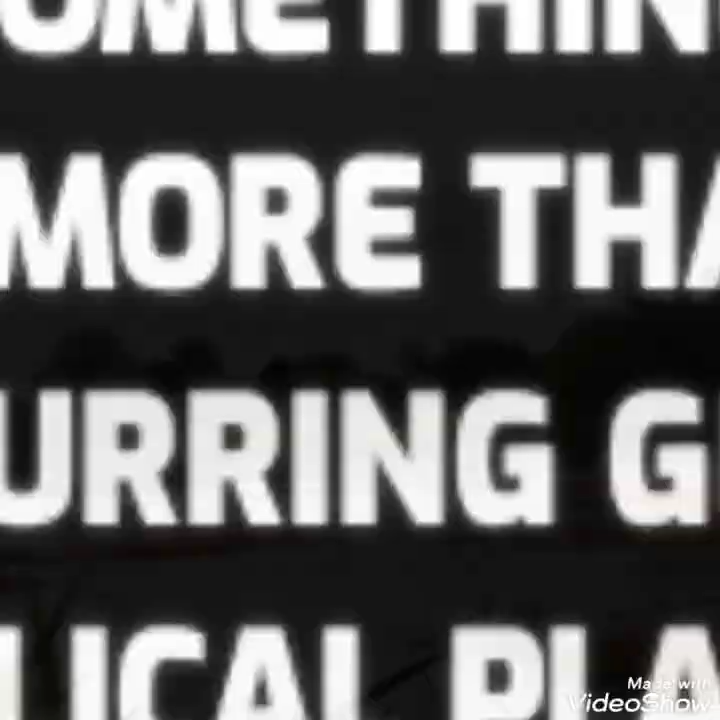 OMETHIN
MORE THA
URRING G
LICAL PLA
Made with
VideoShow